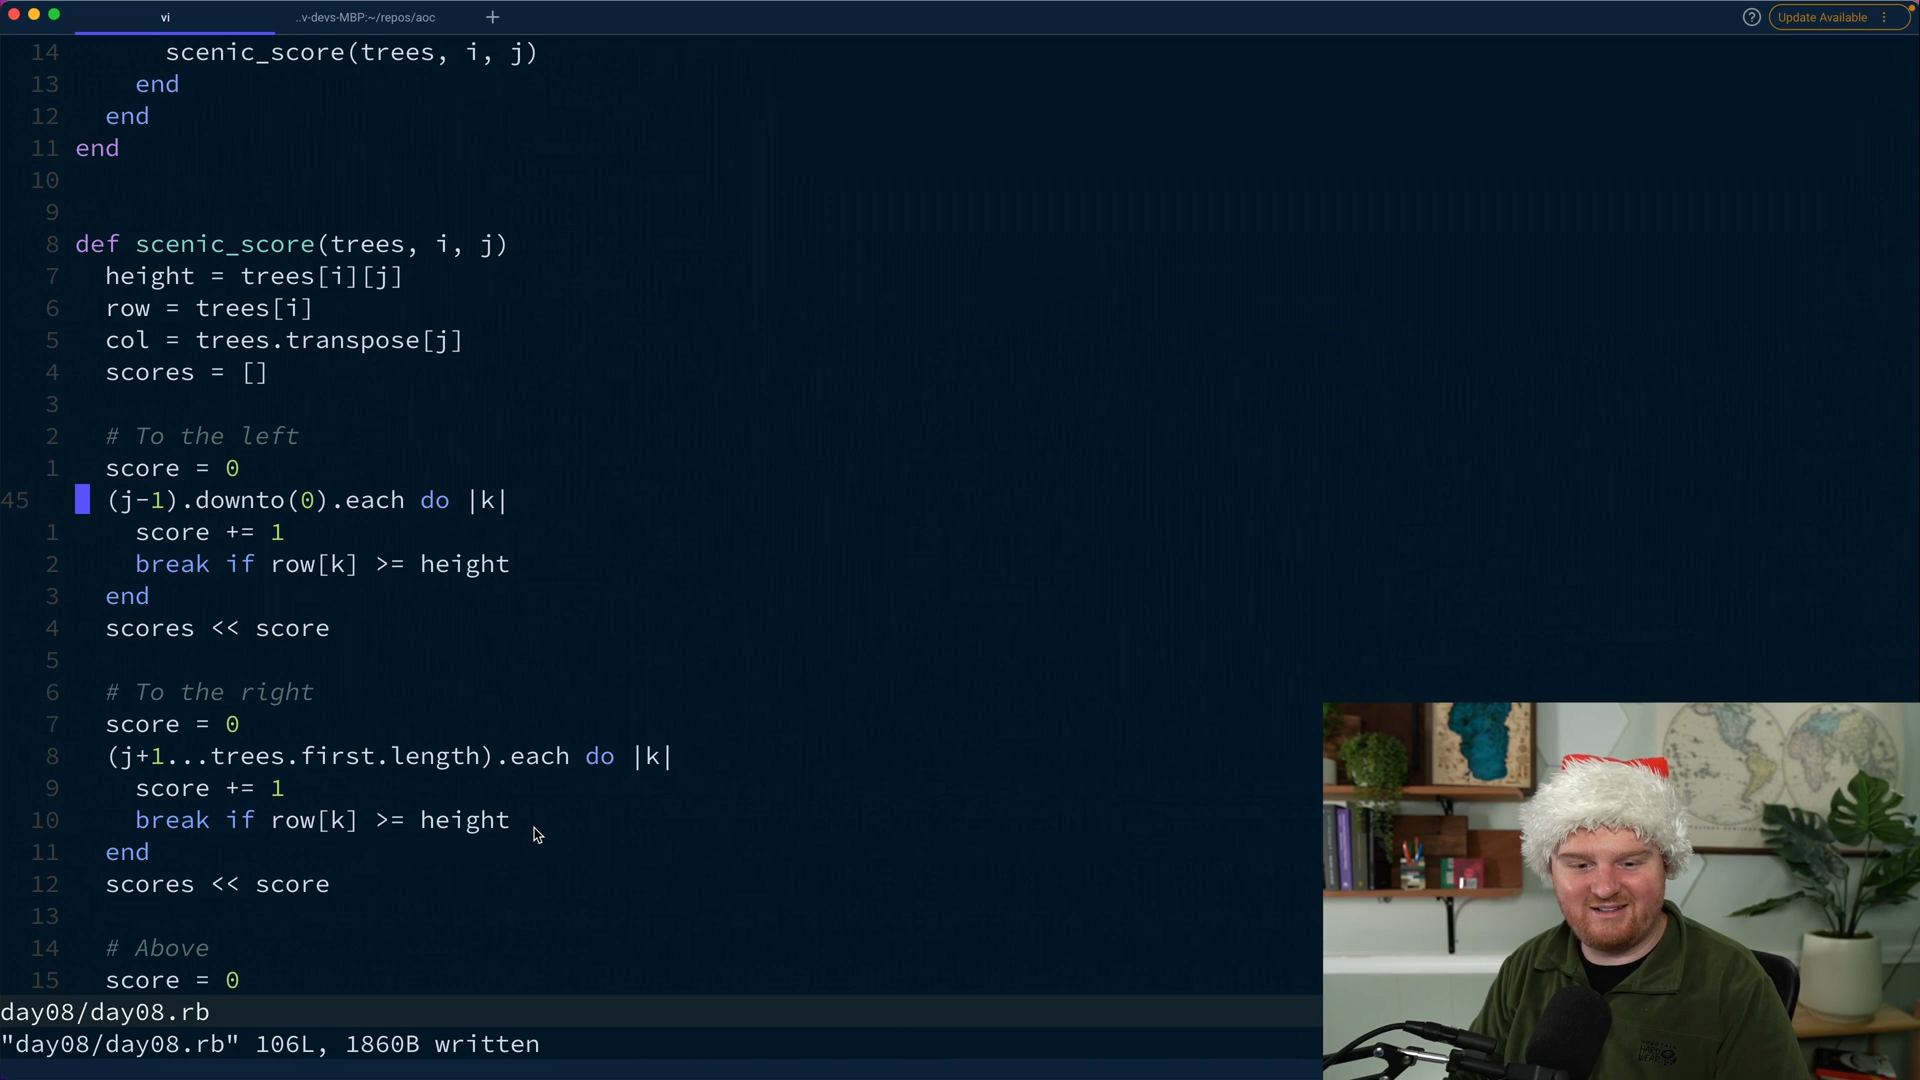 vi
..v-devs-MBP:~/repos/aoc
Update Available
14 scenic_score(trees, i, j)
13 end
12 end
11 end
10
9
8 def scenic_score(trees, i, j)
7 height = trees[i][j]
6 row = trees[i]
5 col = trees.transpose[j]
4 scores = []
3
2 # To the left
1 score = 0
45 (j-1).downto(0).each do |k|
1 score += 1
2 break if row[k] >= height
3 end
4 scores << score
5
6 # To the right
7 score = 0
8 (j+1...trees.first.length).each do |k|
9 score += 1
10 break if row[k] >= height
11 end
12 scores << score
13
14 # Above
15 score = 0
day08/day08.rb
"day08/day08.rb" 106L, 1860B written